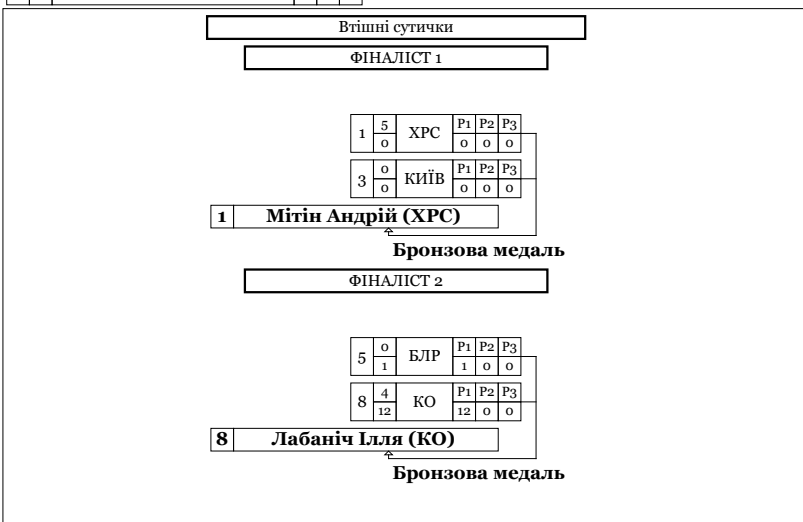 Втішні сутички
ФІНАЛІСТ 1
1 5 ХРС P1 P2 P3
0 0 0 0
3 0 КИЇВ P1 P2 P3
0 0 0 0
1 Мітін Андрій (ХРС)
Бронзова медаль
ФІНАЛІСТ 2
5 0 БЛР P1 P2 P3
1 1 0 0
8 4 КО P1 P2 P3
12 12 0 0
8 Лабаніч Ілля (КО)
Бронзова медаль